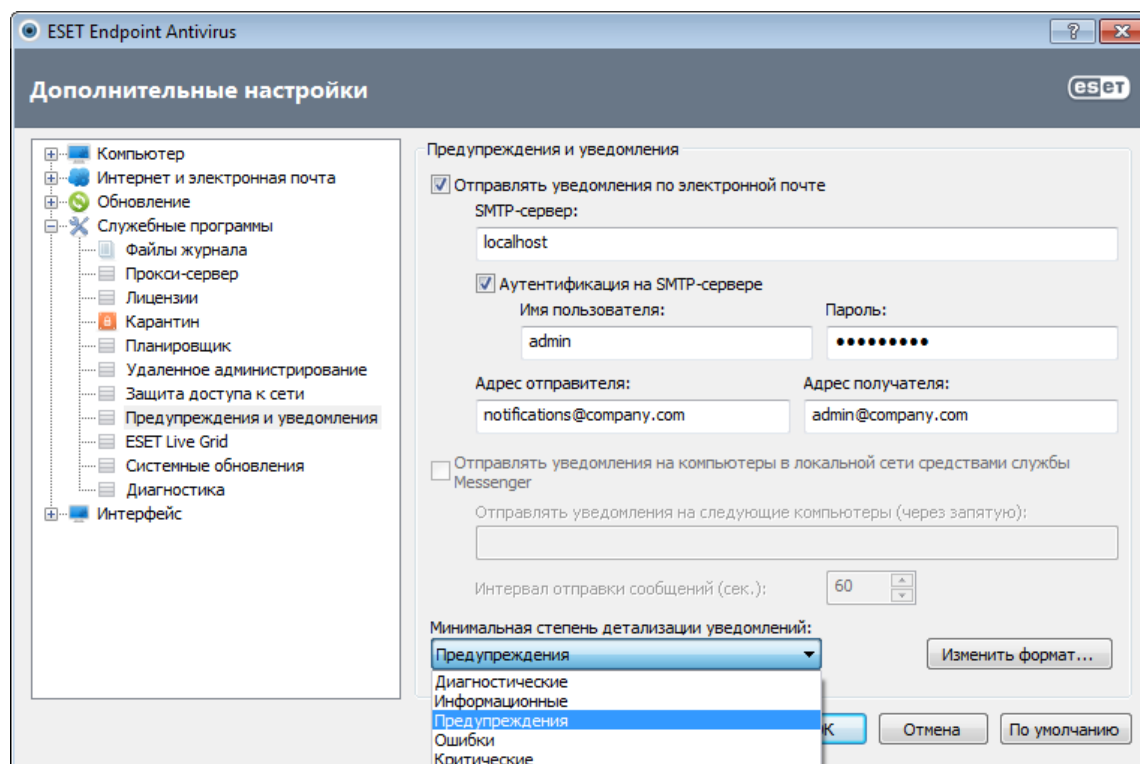 ESET Endpoint Antivirus
Дополнительные настройки
eset
Компьютер
Интернет и электронная почта
Обновление
Служебные программы
Файлы журнала
Прокси-сервер
Лицензии
Карантин
Планировщик
Удаленное администрирование
Защита доступа к сети
Предупреждения и уведомления
ESET Live Grid
Системные обновления
Диагностика
Интерфейс
Предупреждения и уведомления
Отправлять уведомления по электронной почте
SMTP-сервер:
localhost
Аутентификация на SMTP-сервере
Имя пользователя: Пароль:
admin •••••••••
Адрес отправителя: Адрес получателя:
notifications@company.com admin@company.com
Отправлять уведомления на компьютеры в локальной сети средствами службы
Messenger
Отправлять уведомления на следующие компьютеры (через запятую):
Интервал отправки сообщений (сек.): 60
Минимальная степень детализации уведомлений:
Предупреждения Изменить формат...
Диагностические
Информационные
Предупреждения
Ошибки
Критические
К Отмена По умолчанию